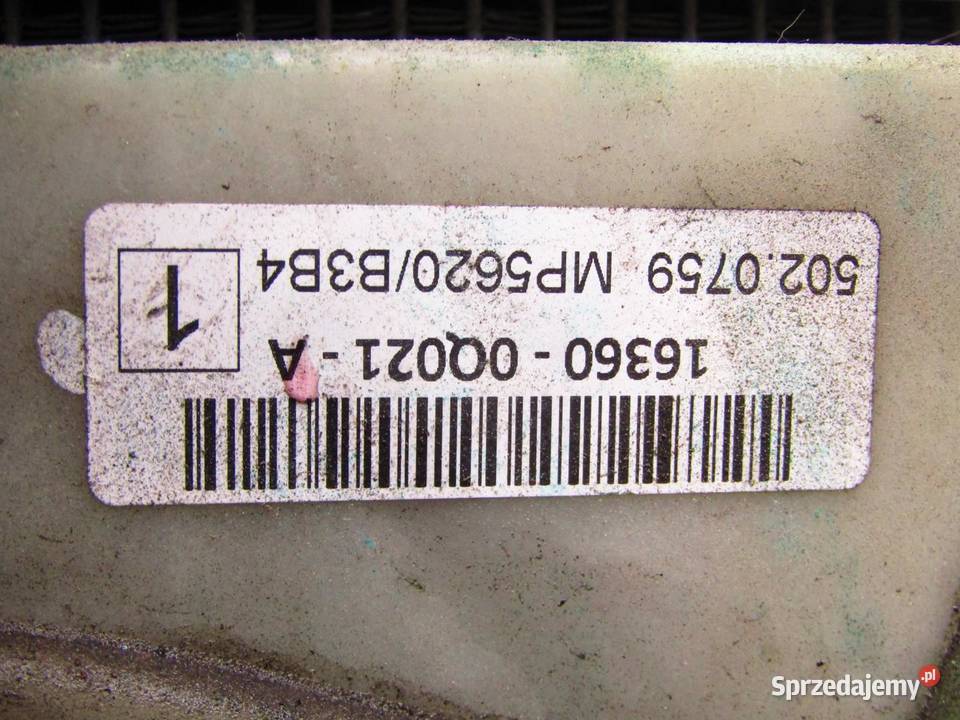 16360 - 0Q021 - A
502.0759 MP5620/B3B4
1
Sprzedajemy.pl